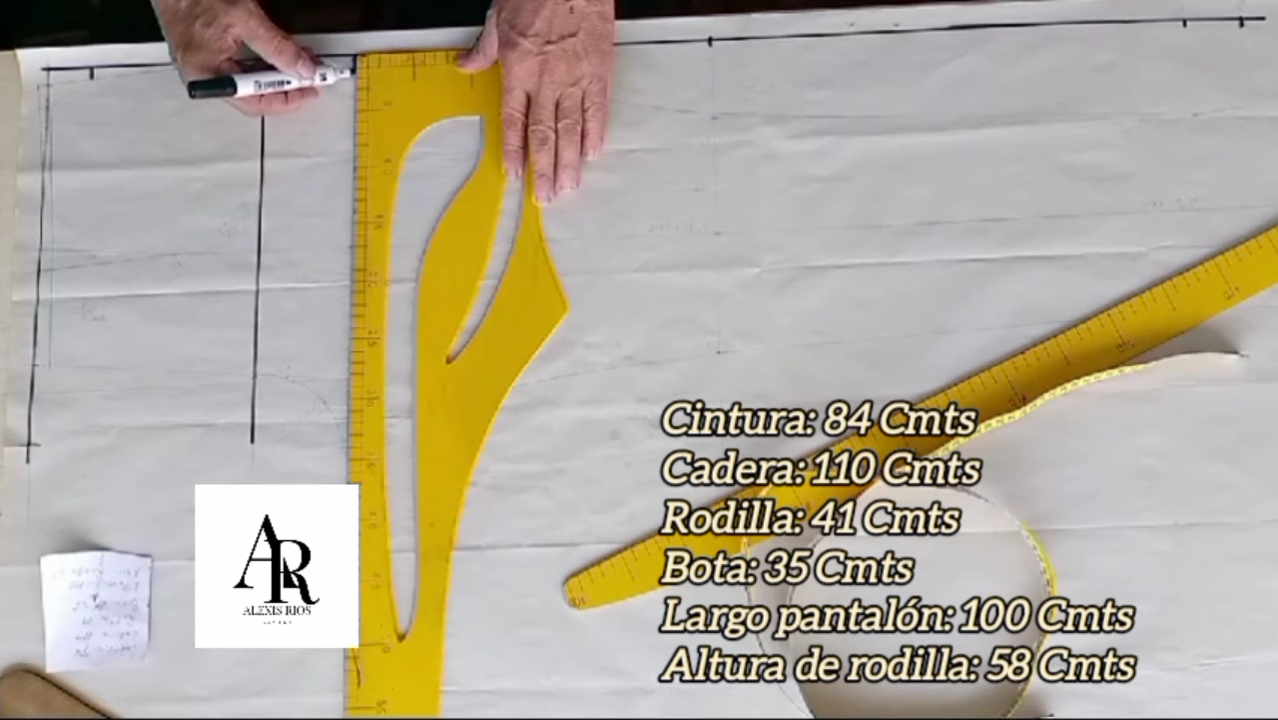 Cintura: 84 Cmts
Cadera: 110 Cmts
Rodilla: 41 Cmts
Bota: 35 Cmts
Largo pantalón: 100 Cmts
Altura de rodilla: 58 Cmts
AR
ALEXIS RIOS